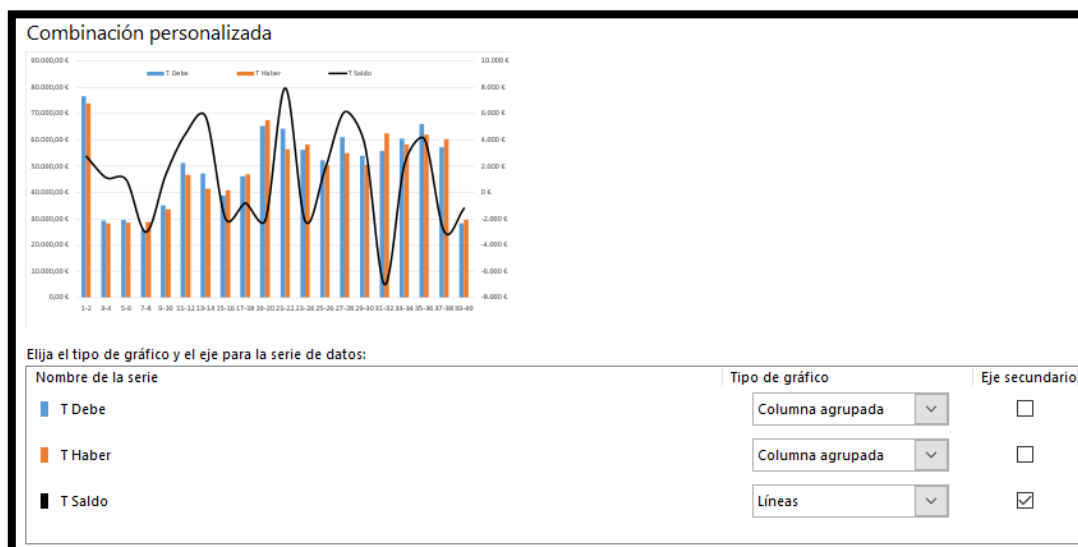 Combinación personalizada
90.000,00 €
10.000 €
T Debe T Haber T Saldo
80.000,00 €
8.000 €
70.000,00 €
6.000 €
60.000,00 €
4.000 €
50.000,00 €
2.000 €
40.000,00 €
0 €
30.000,00 €
-2.000 €
20.000,00 €
-4.000 €
10.000,00 €
-6.000 €
0,00 €
-8.000 €
1-2 3-4 5-6 7-8 9-10 11-12 13-14 15-16 17-18 19-20 21-22 23-24 25-26 27-28 29-30 31-32 33-34 35-36 37-38 39-40
Elija el tipo de gráfico y el eje para la serie de datos:
Nombre de la serie Tipo de gráfico Eje secundario
T Debe Columna agrupada
T Haber Columna agrupada
T Saldo Líneas